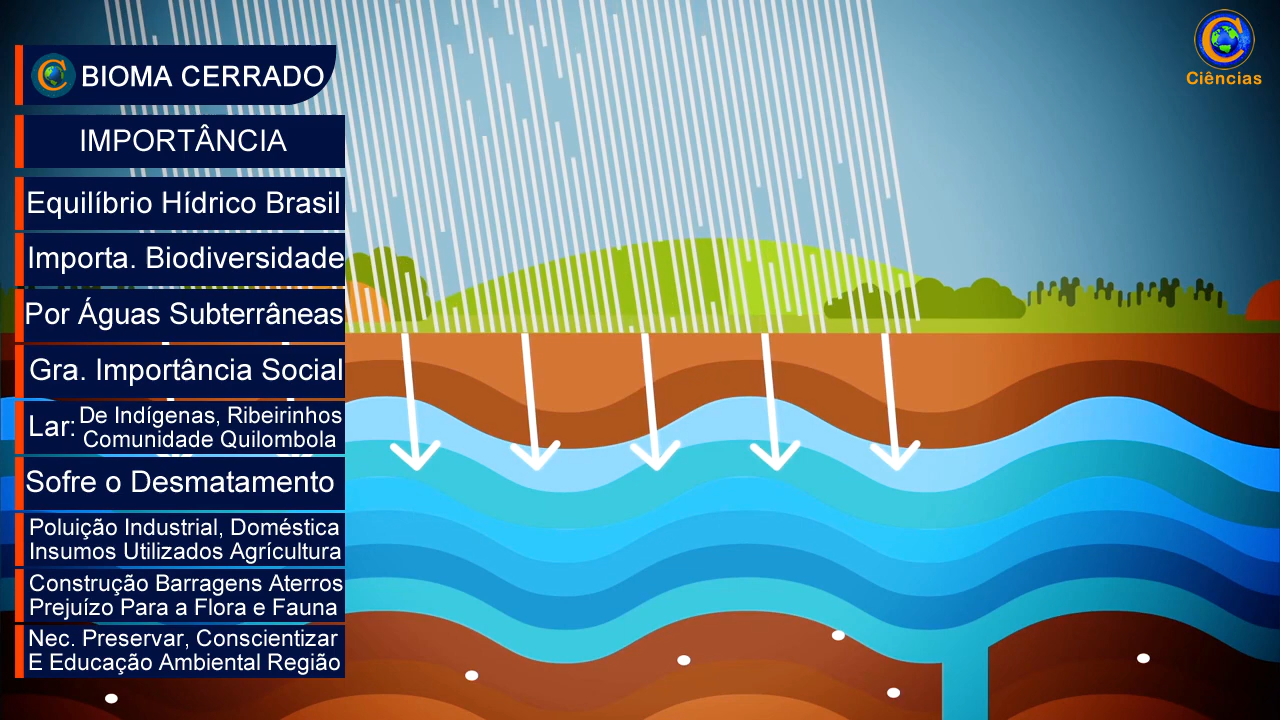 BIOMA CERRADO
Ciências
IMPORTÂNCIA
Equilíbrio Hídrico Brasil
Importa. Biodiversidade
Por Águas Subterrâneas
Gra. Importância Social
Lar: De Indígenas, Ribeirinhos
Comunidade Quilombola
Sofre o Desmatamento
Poluição Industrial, Doméstica
Insumos Utilizados Agrícultura
Construção Barragens Aterros
Prejuízo Para a Flora e Fauna
Nec. Preservar, Conscientizar
E Educação Ambiental Região